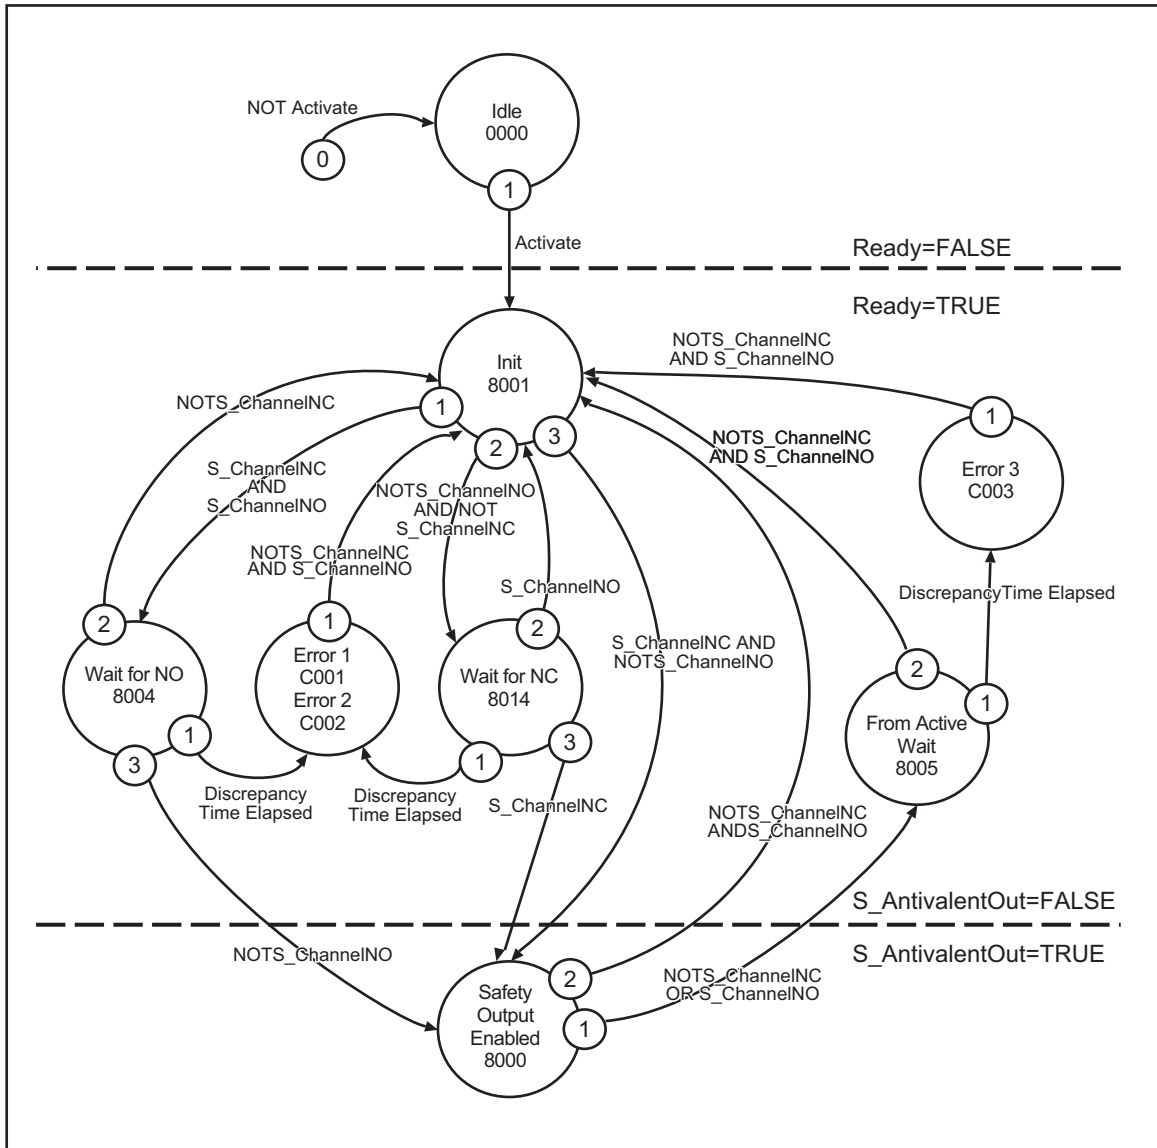 NOT Activate
Idle
0000
0
1
Activate
Ready=FALSE
Ready=TRUE
Init
8001
1
2
3
NOTS_ChannelNC
AND S_ChannelNO
NOTS_ChannelNC
S_ChannelNC
AND
S_ChannelNO
NOTS_ChannelNO
AND NOT
S_ChannelNC
NOTS_ChannelNC
AND S_ChannelNO
1
Error 3
C003
NOTS_ChannelNC
AND S_ChannelNO
S_ChannelNO
DiscrepancyTime Elapsed
2
Wait for NO
8004
1
3
1
Error 1
C001
Error 2
C002
2
Wait for NC
8014
1
3
S_ChannelNC AND
NOTS_ChannelNO
2
1
From Active
Wait
8005
Discrepancy
Time Elapsed
Discrepancy
Time Elapsed
S_ChannelNC
NOTS_ChannelNC
ANDS_ChannelNO
S_AntivalentOut=FALSE
S_AntivalentOut=TRUE
NOTS_ChannelNO
NOTS_ChannelNC
OR S_ChannelNO
2
Safety
Output
Enabled
8000
1